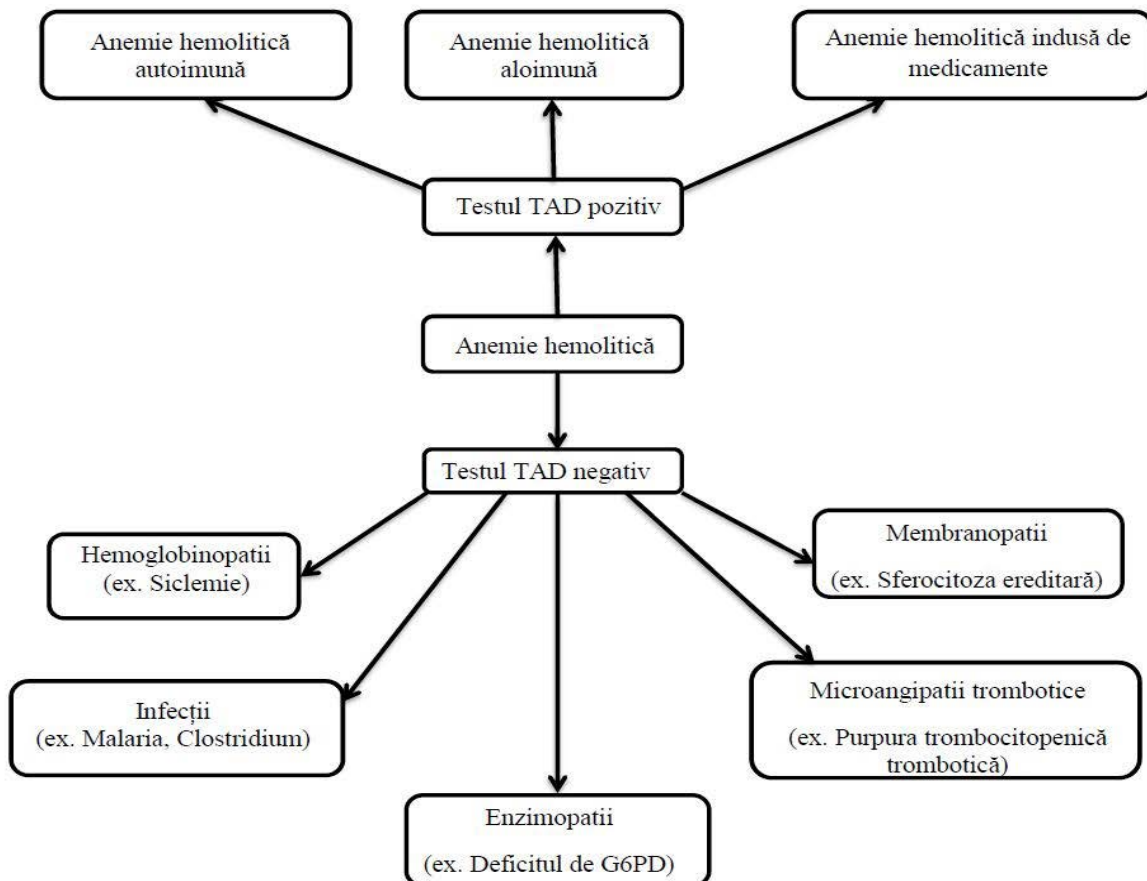 Anemie hemolitică
autoimună
Anemie hemolitică
aloimună
Anemie hemolitică indusă de
medicamente
Testul TAD pozitiv
Anemie hemolitică
Testul TAD negativ
Hemoglobinopatii
(ex. Siclemie)
Membranopatii
(ex. Sferocitoza ereditară)
Infecții
(ex. Malaria, Clostridium)
Microangipatii trombotice
(ex. Purpura trombocitopenică
trombotică)
Enzimopatii
(ex. Deficitul de G6PD)